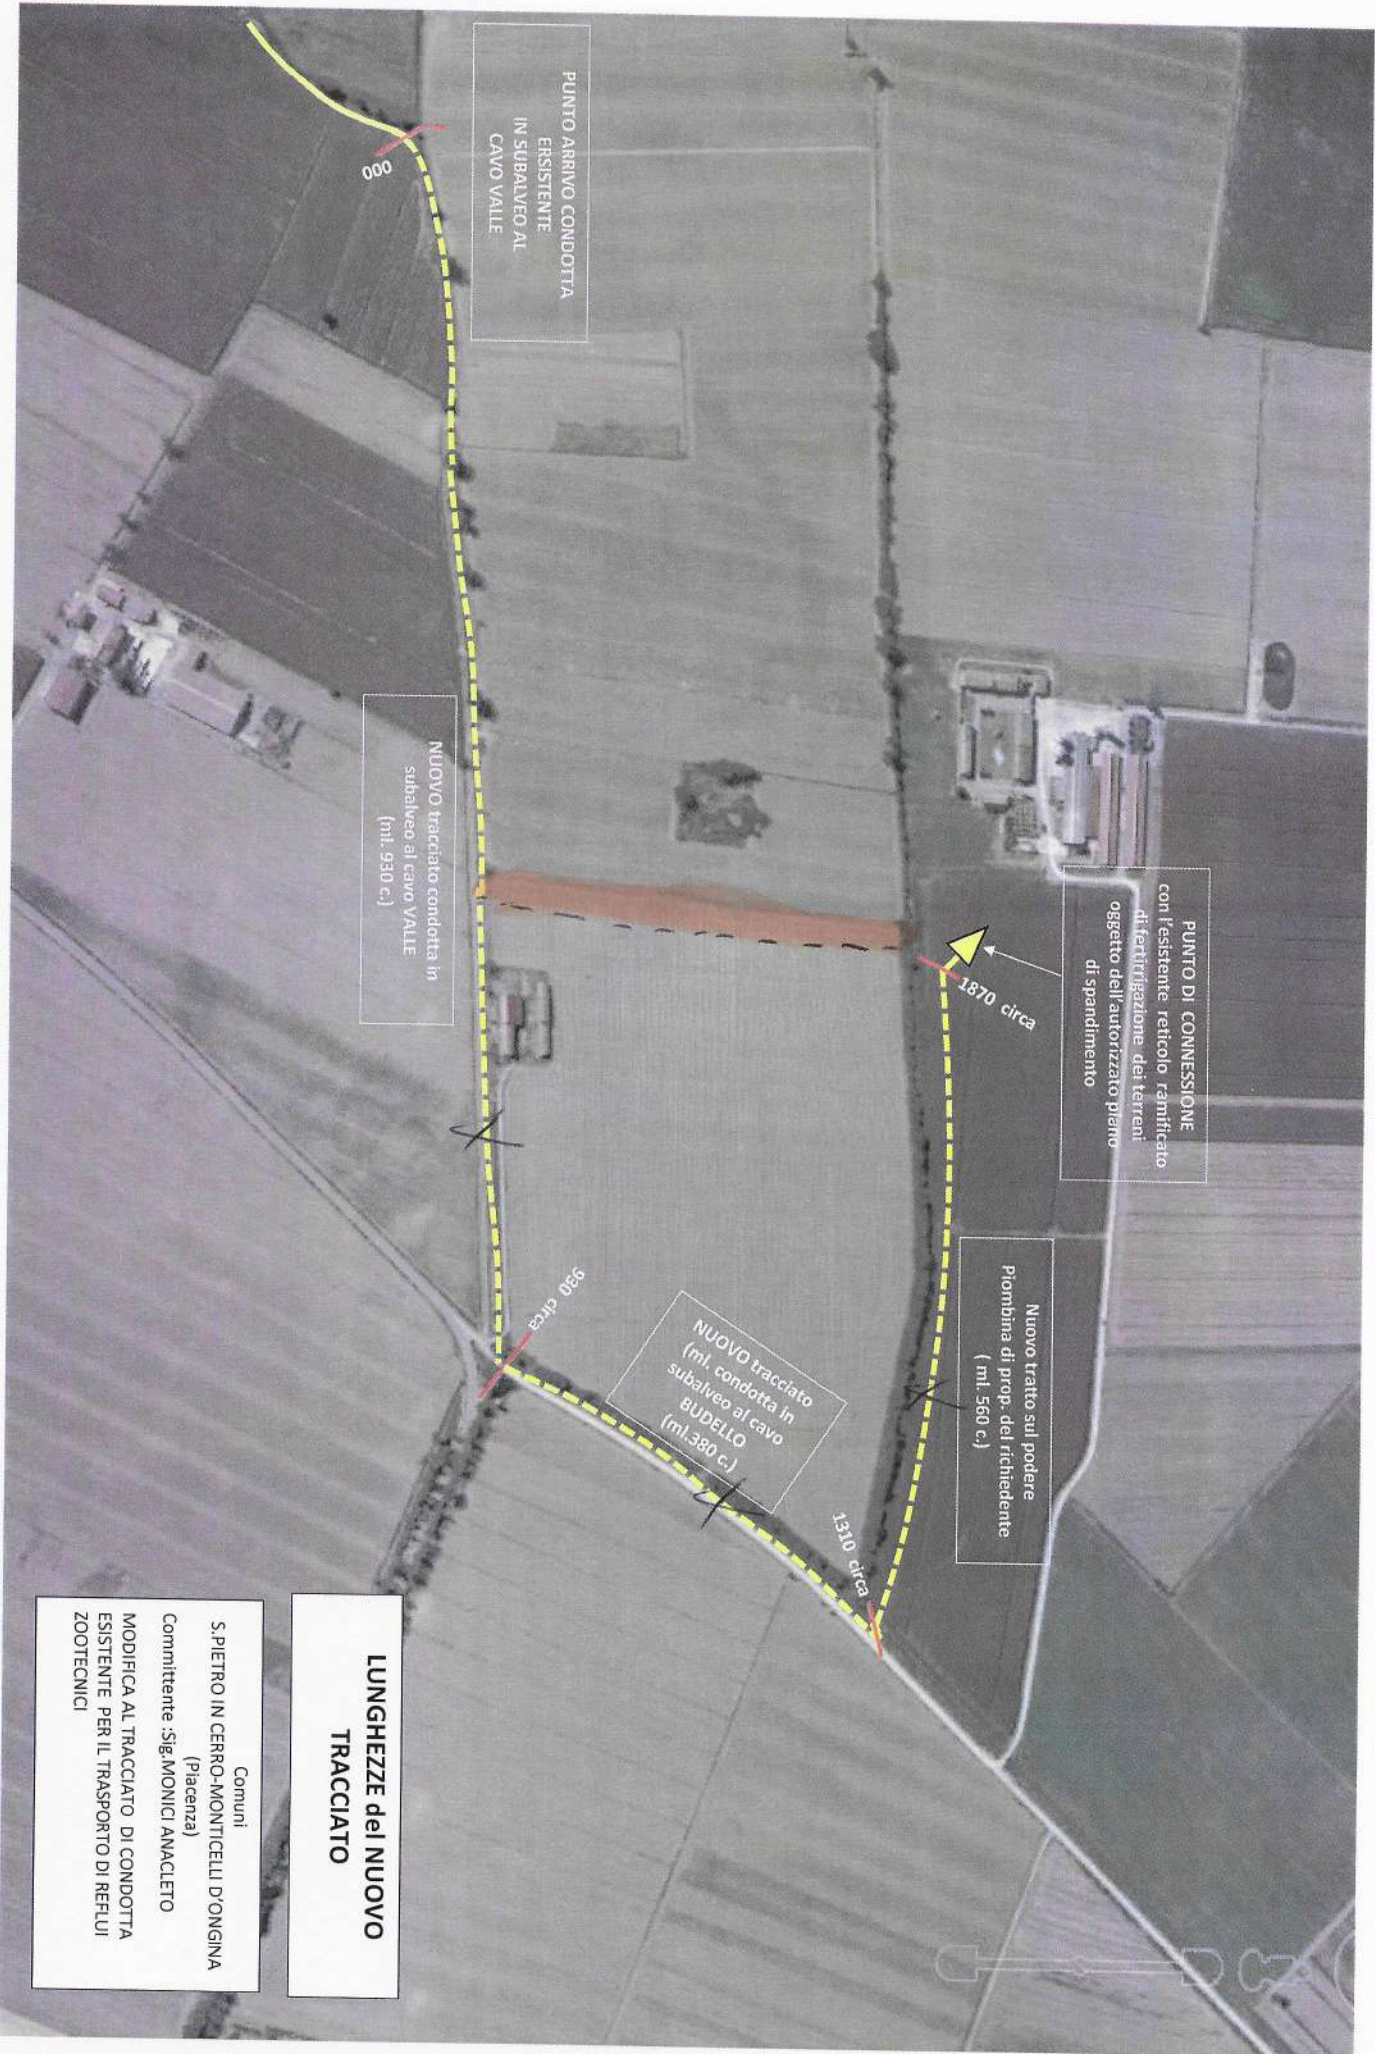 PUNTO ARRIVO CONDOTTA
ERSISTENTE
IN SUBALVEO AL
CAVO VALLE
000
NUOVO tracciato condotta in
subalveo al cavo VALLE
(ml. 930 c.)
PUNTO DI CONNESSIONE
con l'esistente reticolo ramificato
di fertirrigazione dei terreni
oggetto dell'autorizzato piano
di spandimento
1870 circa
Nuovo tratto sul podere
Piombina di prop. del richiedente
( ml. 560 c.)
930 circa
NUOVO tracciato
(ml. condotta in
subalveo al cavo
BUDELLO
(ml.380 c.)
1310 circa
LUNGHEZZE del NUOVO
TRACCIATO
Comuni
S.PIETRO IN CERRO-MONTICELLI D'ONGINA
(Piacenza)
Committente :Sig.MONICI ANACLETO
MODIFICA AL TRACCIATO DI CONDOTTA
ESISTENTE PER IL TRASPORTO DI REFLUI
ZOOTECNICI